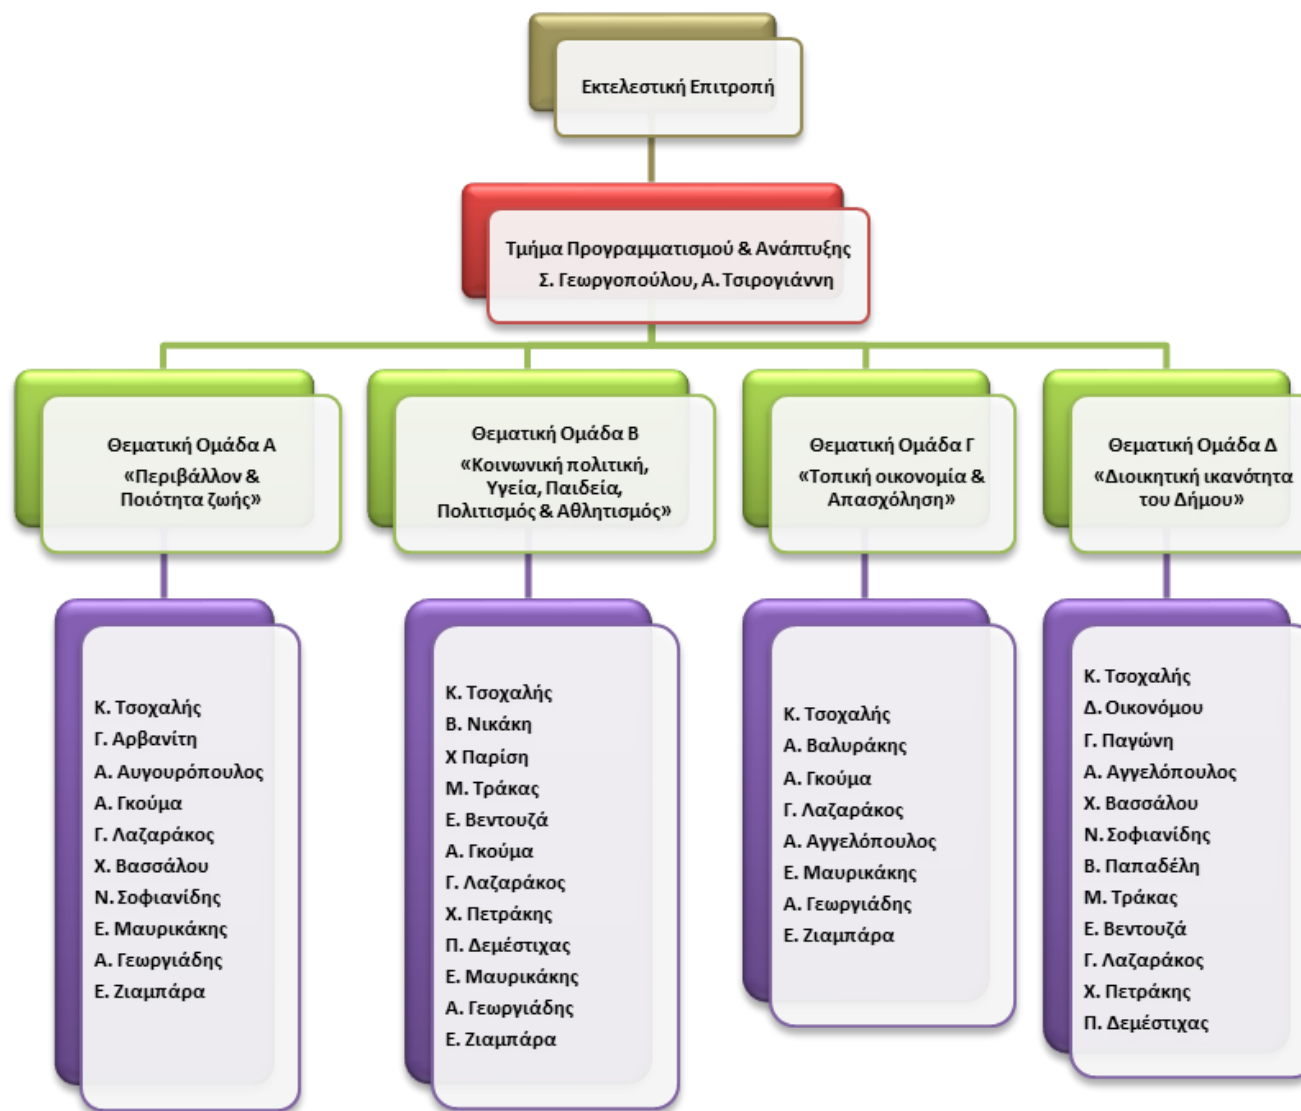 Εκτελεστική Επιτροπή
Τμήμα Προγραμματισμού & Ανάπτυξης
Σ. Γεωργοπούλου, Α. Τσιρογιάννη
Θεματική Ομάδα Α
«Περιβάλλον &
Ποιότητα ζωής»
Θεματική Ομάδα Β
«Κοινωνική πολιτική,
Υγεία, Παιδεία,
Πολιτισμός & Αθλητισμός»
Θεματική Ομάδα Γ
«Τοπική οικονομία &
Απασχόληση»
Θεματική Ομάδα Δ
«Διοικητική ικανότητα
του Δήμου»
Κ. Τσοχαλής
Γ. Αρβανίτη
Α. Αυγουρόπουλος
Α. Γκούμα
Γ. Λαζαράκος
Χ. Βασσάλου
Ν. Σοφιανίδης
Ε. Μαυρικάκης
Α. Γεωργιάδης
Ε. Ζιαμπάρα
Κ. Τσοχαλής
Β. Νικάκη
Χ Παρίση
Μ. Τράκας
Ε. Βεντουζά
Α. Γκούμα
Γ. Λαζαράκος
Χ. Πετράκης
Π. Δεμέστιχας
Ε. Μαυρικάκης
Α. Γεωργιάδης
Ε. Ζιαμπάρα
Κ. Τσοχαλής
Α. Βαλυράκης
Α. Γκούμα
Γ. Λαζαράκος
Α. Αγγελόπουλος
Ε. Μαυρικάκης
Α. Γεωργιάδης
Ε. Ζιαμπάρα
Κ. Τσοχαλής
Δ. Οικονόμου
Γ. Παγώνη
Α. Αγγελόπουλος
Χ. Βασσάλου
Ν. Σοφιανίδης
Β. Παπαδέλη
Μ. Τράκας
Ε. Βεντουζά
Γ. Λαζαράκος
Χ. Πετράκης
Π. Δεμέστιχας